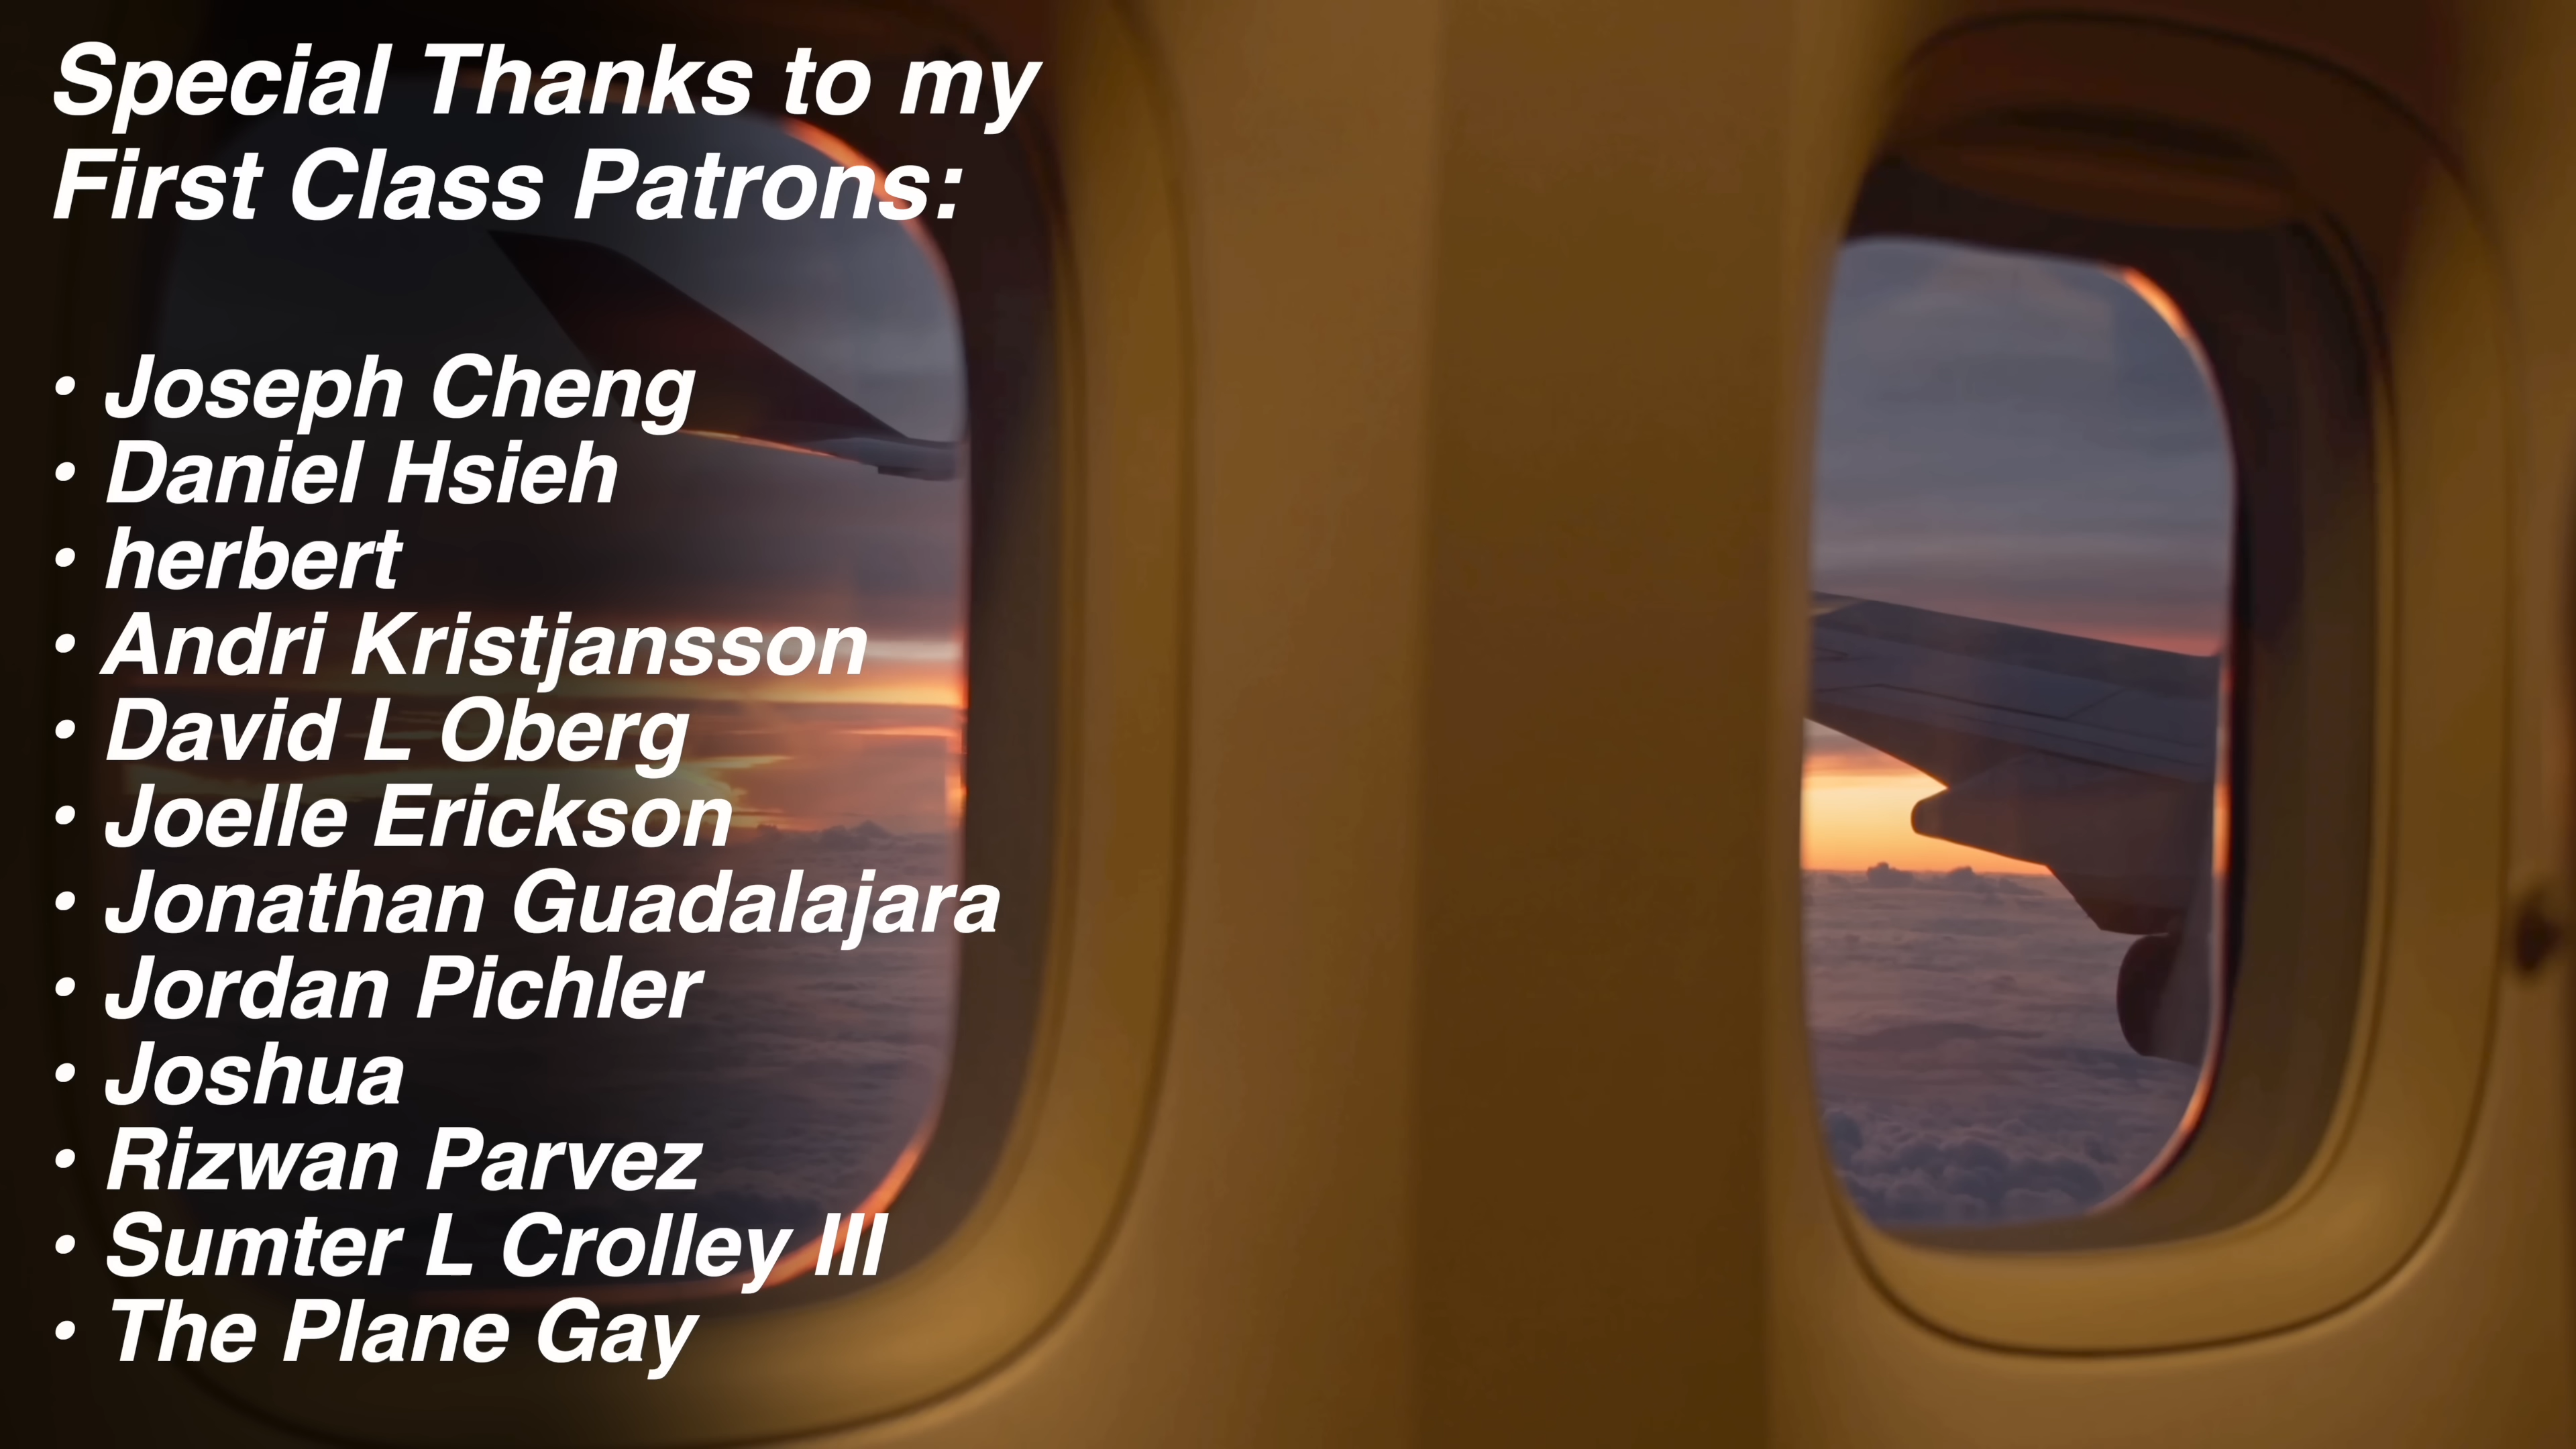 Special Thanks to my
First Class Patrons:
• Joseph Cheng
• Daniel Hsieh
• herbert
• Andri Kristjansson
• David L Oberg
• Joelle Erickson
• Jonathan Guadalajara
• Jordan Pichler
• Joshua
• Rizwan Parvez
• Sumter L Crolley III
• The Plane Gay